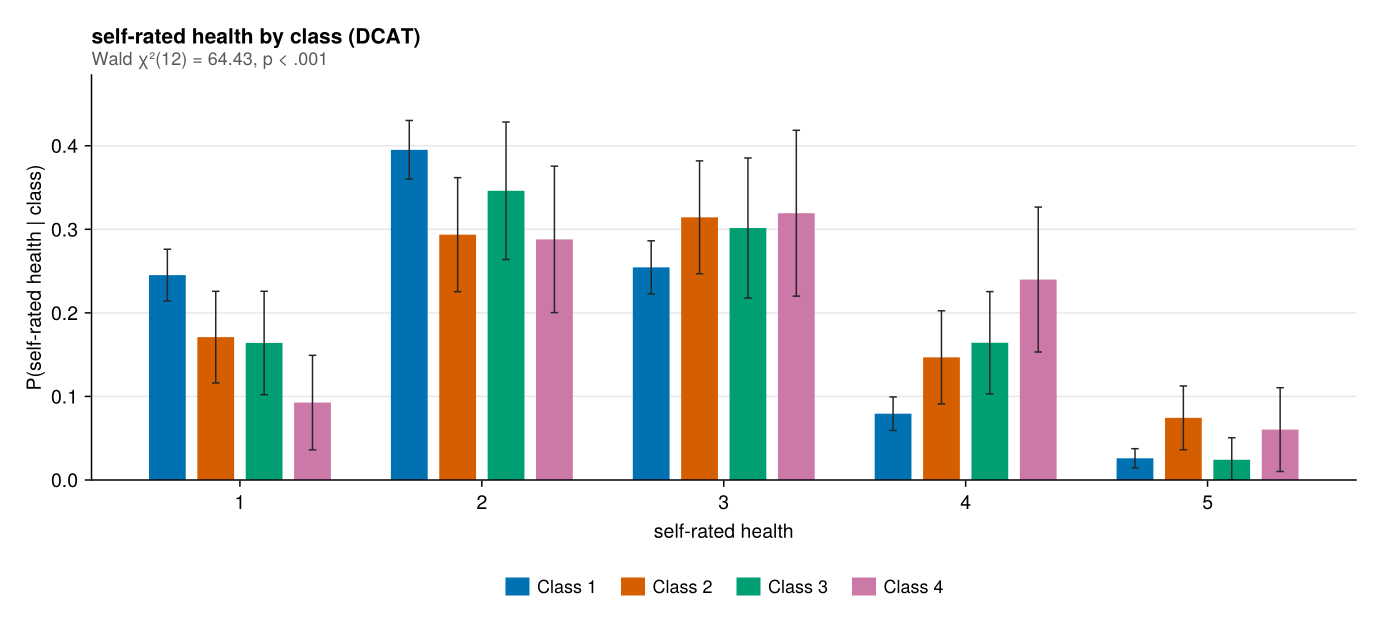 self-rated health by class (DCAT)
Wald χ²(12) = 64.43, p < .001
P(self-rated health | class)
0.4
0.3
0.2
0.1
0.0
1 2 3 4 5
self-rated health
Class 1 Class 2 Class 3 Class 4